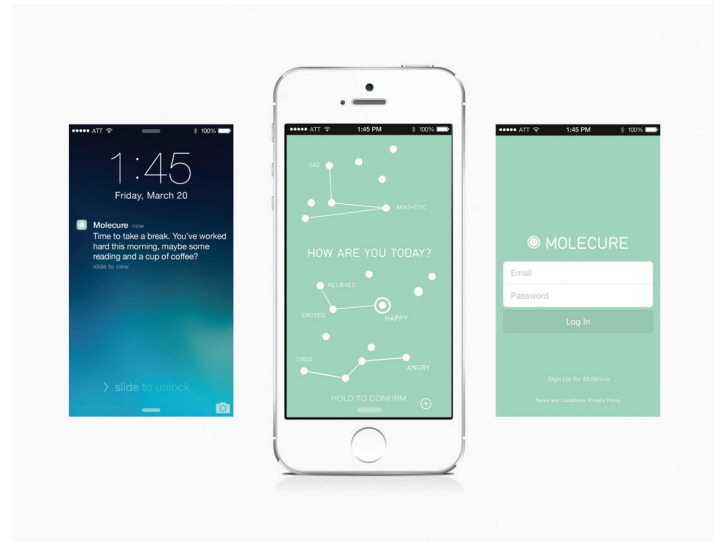 ATT 100%
1:45
Friday, March 20
Molecure now
Time to take a break. You've worked
hard this morning, maybe some
reading and a cup of coffee?
slide to view
slide to unlock
ATT 1:45 PM 100%
SAD
APATHETIC
HOW ARE YOU TODAY?
RELIEVED
EXCITED
HAPPY
TIRED
ANGRY
HOLD TO CONFIRM
ATT 1:45 PM 100%
MOLECURE
Email
Password
Log In
Sign Up for Molecure
Terms and Conditions. Privacy Policy.